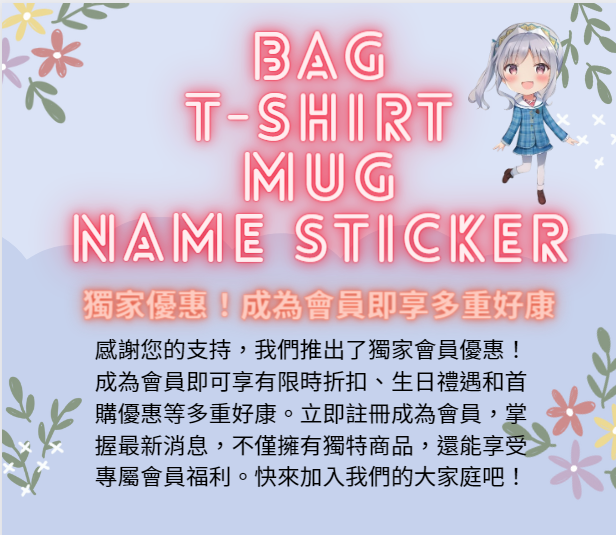 BAG
T-SHIRT
MUG
NAME STICKER
獨家優惠！成為會員即享多重好康
感謝您的支持，我們推出了獨家會員優惠！
成為會員即可享有限時折扣、生日禮遇和首
購優惠等多重好康。立即註冊成為會員，掌
握最新消息，不僅擁有獨特商品，還能享受
專屬會員福利。快來加入我們的大家庭吧！